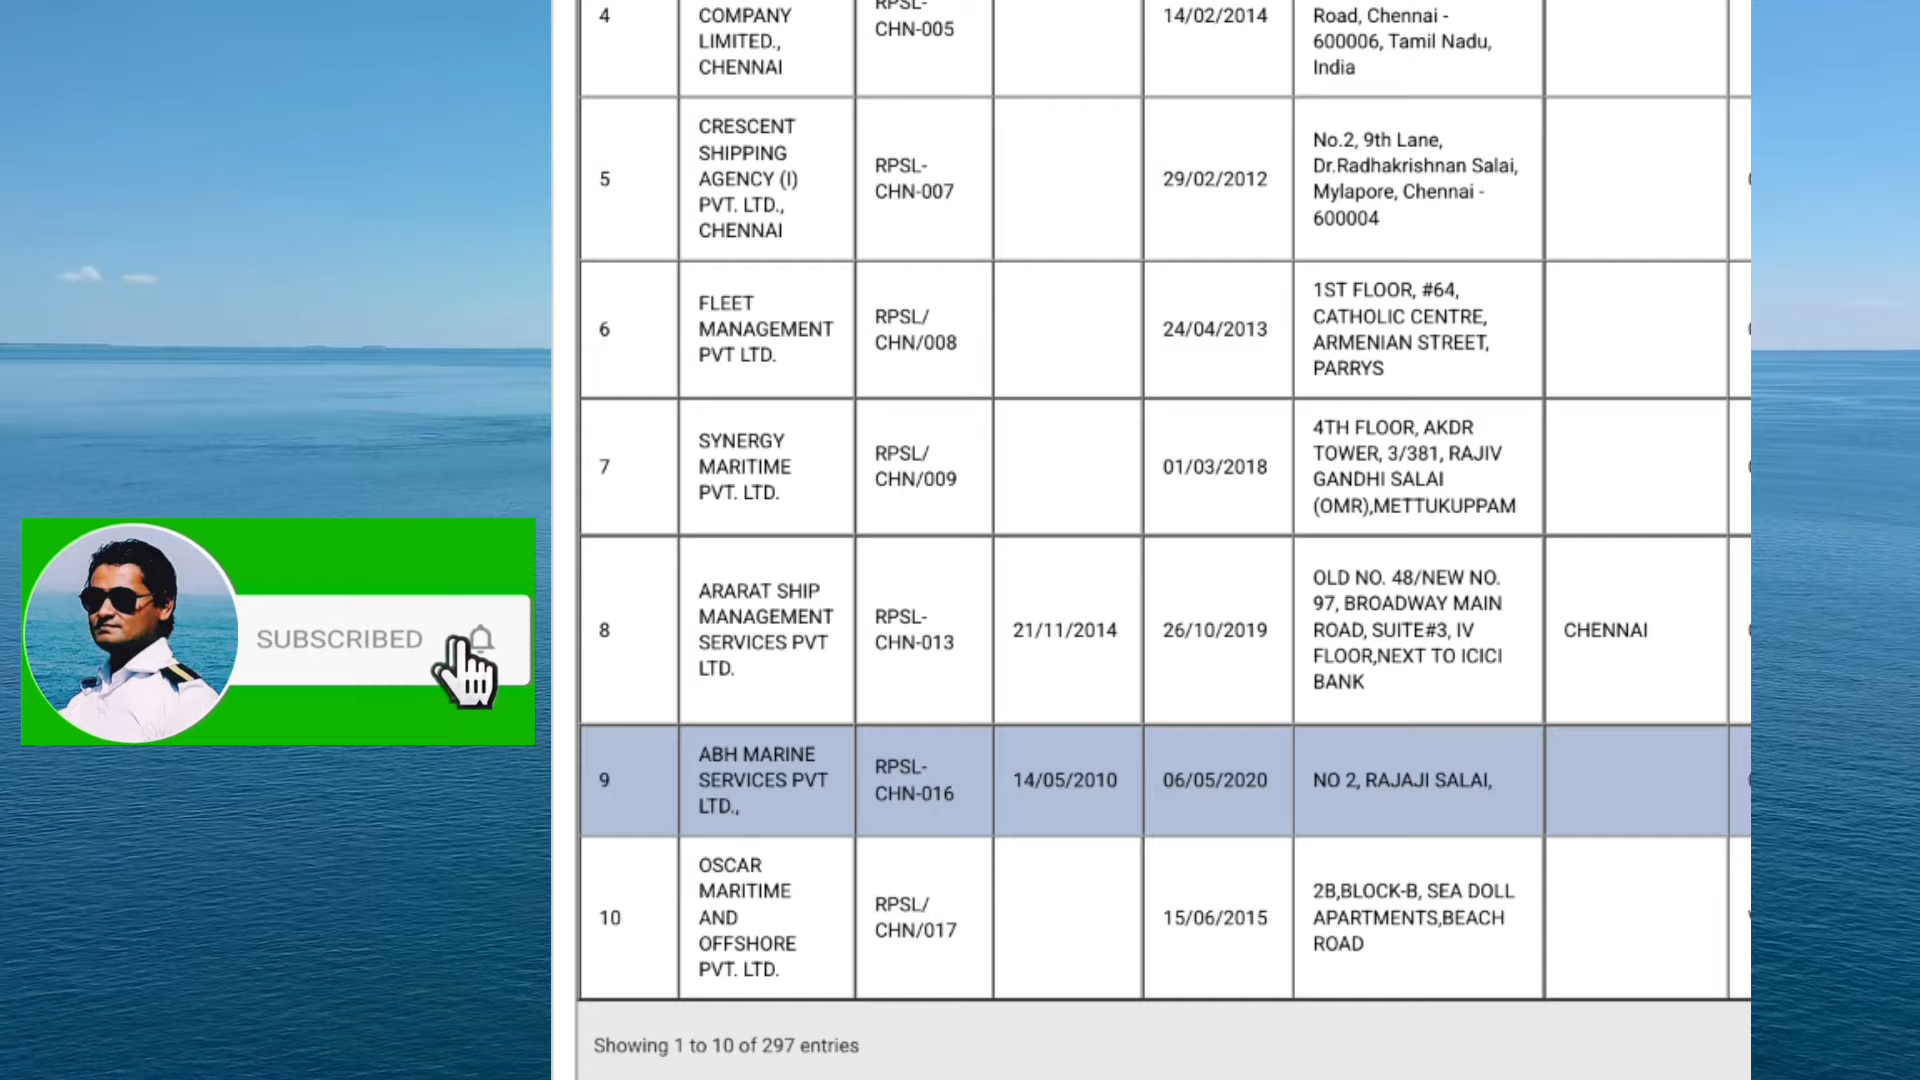 RPSL-
4
COMPANY
LIMITED.,
CHENNAI
CHN-005
14/02/2014
Road, Chennai -
600006, Tamil Nadu,
India
5
CRESCENT
SHIPPING
AGENCY (I)
PVT. LTD.,
CHENNAI
RPSL-
CHN-007
29/02/2012
No.2, 9th Lane,
Dr.Radhakrishnan Salai,
Mylapore, Chennai -
600004
6
FLEET
MANAGEMENT
PVT LTD.
RPSL/
CHN/008
24/04/2013
1ST FLOOR, #64,
CATHOLIC CENTRE,
ARMENIAN STREET,
PARRYS
7
SYNERGY
MARITIME
PVT. LTD.
RPSL/
CHN/009
01/03/2018
4TH FLOOR, AKDR
TOWER, 3/381, RAJIV
GANDHI SALAI
(OMR),METTUKUPPAM
8
ARARAT SHIP
MANAGEMENT
SERVICES PVT
LTD.
RPSL-
CHN-013
21/11/2014
26/10/2019
OLD NO. 48/NEW NO.
97, BROADWAY MAIN
ROAD, SUITE#3, IV
FLOOR,NEXT TO ICICI
BANK
CHENNAI
9
ABH MARINE
SERVICES PVT
LTD.,
RPSL-
CHN-016
14/05/2010
06/05/2020
NO 2, RAJAJI SALAI,
10
OSCAR
MARITIME
AND
OFFSHORE
PVT. LTD.
RPSL/
CHN/017
15/06/2015
2B,BLOCK-B, SEA DOLL
APARTMENTS,BEACH
ROAD
Showing 1 to 10 of 297 entries
SUBSCRIBED